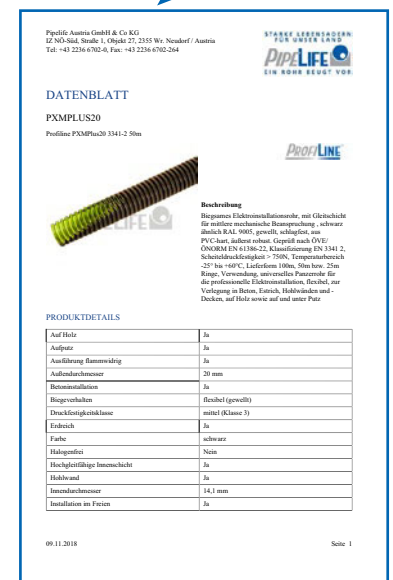 Pipelife Austria GmbH & Co KG
IZ NÖ-Süd, Straße 1, Objekt 27, 2355 Wr. Neudorf / Austria
Tel: +43 2236 6702-0, Fax: +43 2236 6702-264
STARKE LEBENSADERN
FÜR UNSER LAND
PIPELIFE
EIN ROHR BEUGT VOR
DATENBLATT
PXMPLUS20
Profiline PXMPlus20 3341-2 50m
PROFILINE
PIPELIFE
Beschreibung
Biegsames Elektroinstallationsrohr, mit Gleitschicht
für mittlere mechanische Beanspruchung , schwarz
ähnlich RAL 9005, gewellt, schlagfest, aus
PVC-hart, äußerst robust. Geprüft nach ÖVE/
ÖNORM EN 61386-22, Klassifizierung EN 3341 2,
Scheiteldruckfestigkeit > 750N, Temperaturbereich
-25° bis +60°C, Lieferform 100m, 50m bzw. 25m
Ringe, Verwendung, universelles Panzerrohr für
die professionelle Elektroinstallation, flexibel, zur
Verlegung in Beton, Estrich, Hohlwänden und -
Decken, auf Holz sowie auf und unter Putz
PRODUKTDETAILS
Auf Holz Ja
Aufputz Ja
Ausführung flammwidrig Ja
Außendurchmesser 20 mm
Betoninstallation Ja
Biegeverhalten flexibel (gewellt)
Druckfestigkeitsklasse mittel (Klasse 3)
Erdreich Ja
Farbe schwarz
Halogenfrei Nein
Hochgleitfähige Innenschicht Ja
Hohlwand Ja
Innendurchmesser 14,1 mm
Installation im Freien Ja
09.11.2018 Seite 1